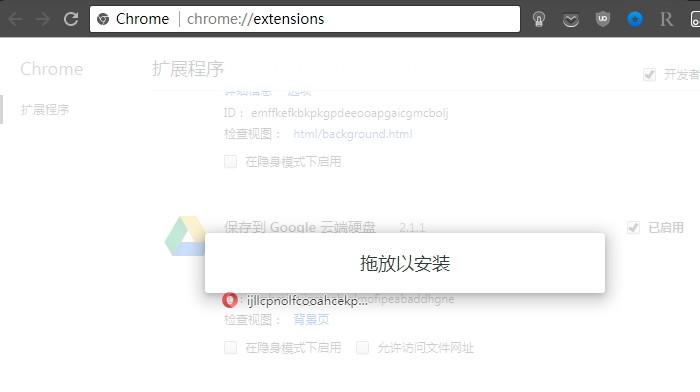 Chrome | chrome://extensions
Chrome
扩展程序
开发者
扩展程序
详细信息 选项
ID： emffkefkbkpkgpdeeooapgaicgmcbolj
检查视图： html/background.html
在隐身模式下启用
保存到 Google 云端硬盘 2.1.1
已启用
拖放以安装
ijllcpnolfcooahcekp...
mofipeabaddhgne
检查视图： 背景页
在隐身模式下启用 允许访问文件网址